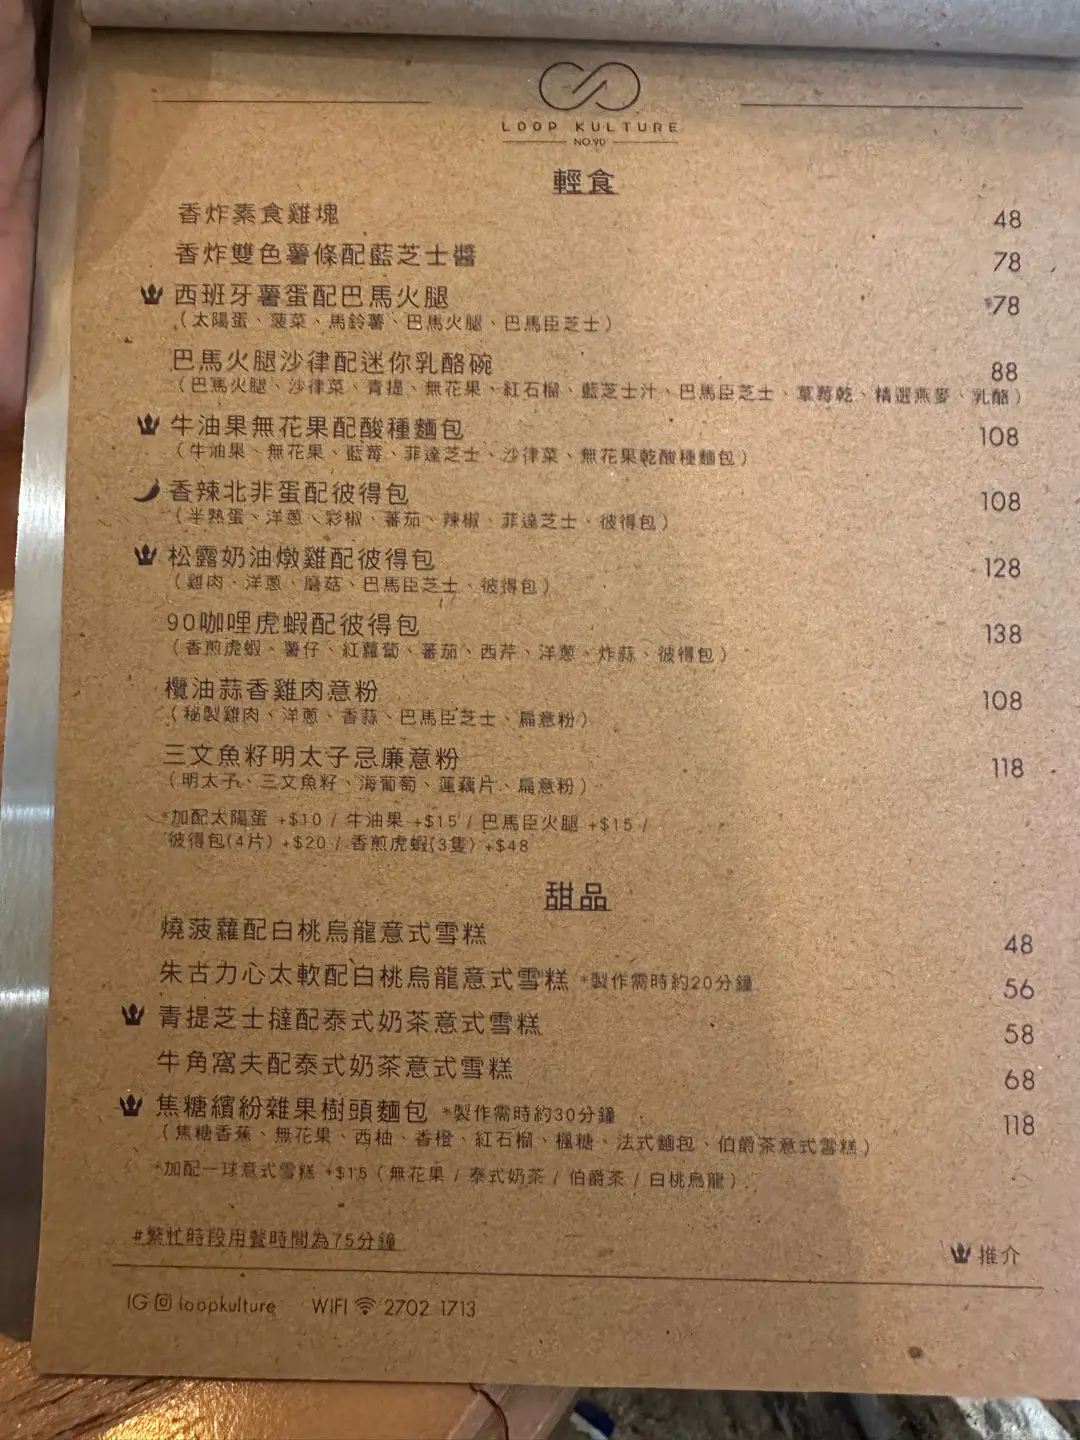 LOOP KULTURE
NO.90
輕食
香炸素食雞塊 48
香炸雙色薯條配藍芝士醬 78
西班牙薯蛋配巴馬火腿 78
（太陽蛋、菠菜、馬鈴薯、巴馬火腿、巴馬臣芝士）
巴馬火腿沙律配迷你乳酪碗 88
（巴馬火腿、沙律菜、青提、無花果、紅石榴、藍芝士汁、巴馬臣芝士、草莓乾、精選燕麥、乳酪）
牛油果無花果配酸種麵包 108
（牛油果、無花果、藍莓、菲達芝士、沙律菜、無花果乾酸種麵包）
香辣北非蛋配彼得包 108
（半熟蛋、洋蔥、彩椒、蕃茄、辣椒、菲達芝士、彼得包）
松露奶油燉雞配彼得包 128
（雞肉、洋蔥、磨菇、巴馬臣芝士、彼得包）
90咖哩虎蝦配彼得包 138
（香煎虎蝦、薯仔、紅蘿蔔、蕃茄、西芹、洋蔥、炸蒜、彼得包）
欖油蒜香雞肉意粉 108
（秘製雞肉、洋蔥、香蒜、巴馬臣芝士、扁意粉）
三文魚籽明太子忌廉意粉 118
（明太子、三文魚籽、海葡萄、蓮藕片、扁意粉）
*加配太陽蛋 +$10 / 牛油果 +$15 / 巴馬臣火腿 +$15 /
彼得包(4片) +$20 / 香煎虎蝦(3隻) +$48
甜品
燒菠蘿配白桃烏龍意式雪糕 48
朱古力心太軟配白桃烏龍意式雪糕 *製作需時約20分鐘 56
青提芝士撻配泰式奶茶意式雪糕 58
牛角窩夫配泰式奶茶意式雪糕 68
焦糖繽紛雜果樹頭麵包 *製作需時約30分鐘 118
（焦糖香蕉、無花果、西柚、香橙、紅石榴、楓糖、法式麵包、伯爵茶意式雪糕）
*加配一球意式雪糕 +$15（無花果 / 泰式奶茶 / 伯爵茶 / 白桃烏龍）
#繁忙時段用餐時間為75分鐘
推介
IG loopkulture WIFI 2702 1713